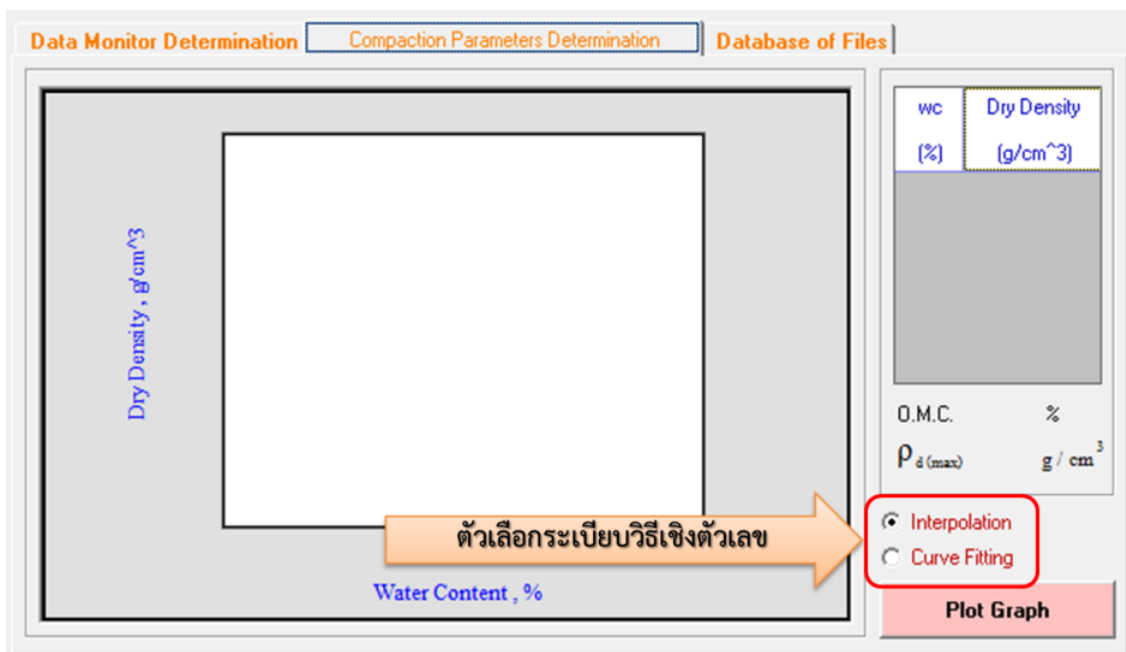 Data Monitor Determination
Compaction Parameters Determination
Database of Files
Dry Density , g/cm^3
Water Content , %
wc
(%)
Dry Density
(g/cm^3)
O.M.C. %
ρ d (max) g / cm 3
ตัวเลือกระเบียบวิธีเชิงตัวเลข
Interpolation
Curve Fitting
Plot Graph